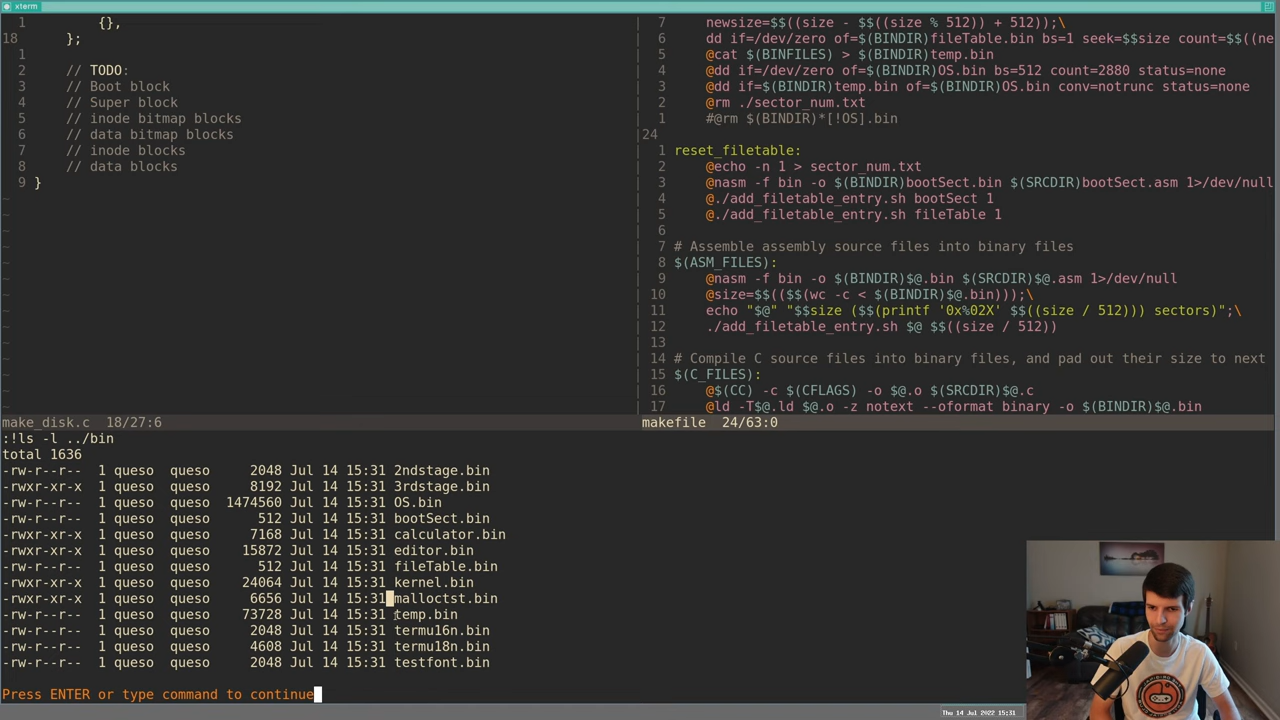 xterm
1 {},
18 };
1
2 // TODO:
3 // Boot block
4 // Super block
5 // inode bitmap blocks
6 // data bitmap blocks
7 // inode blocks
8 // data blocks
9 }
~
~
~
~
~
~
~
~
~
~
~
~
~
~
make_disk.c 18/27:6
7 newsize=$$((size - $$((size % 512)) + 512));\
6 dd if=/dev/zero of=$(BINDIR)fileTable.bin bs=1 seek=$$size count=$$((ne
5 @cat $(BINFILES) > $(BINDIR)temp.bin
4 @dd if=/dev/zero of=$(BINDIR)OS.bin bs=512 count=2880 status=none
3 @dd if=$(BINDIR)temp.bin of=$(BINDIR)OS.bin conv=notrunc status=none
2 @rm ./sector_num.txt
1 #@rm $(BINDIR)*[!OS].bin
24
1 reset_filetable:
2 @echo -n 1 > sector_num.txt
3 @nasm -f bin -o $(BINDIR)bootSect.bin $(SRCDIR)bootSect.asm 1>/dev/null
4 @./add_filetable_entry.sh bootSect 1
5 @./add_filetable_entry.sh fileTable 1
6
7 # Assemble assembly source files into binary files
8 $(ASM_FILES):
9 @nasm -f bin -o $(BINDIR)$@.bin $(SRCDIR)$@.asm 1>/dev/null
10 @size=$$(($$(wc -c < $(BINDIR)$@.bin)));\
11 echo "$@" "$$size ($$(printf '0x%02X' $$((size / 512))) sectors)";\
12 ./add_filetable_entry.sh $@ $$((size / 512))
13
14 # Compile C source files into binary files, and pad out their size to next
15 $(C_FILES):
16 @$(CC) -c $(CFLAGS) -o $@.o $(SRCDIR)$@.c
17 @ld -T$@.ld $@.o -z notext --oformat binary -o $(BINDIR)$@.bin
makefile 24/63:0
:!ls -l ../bin
total 1636
-rw-r--r-- 1 queso queso 2048 Jul 14 15:31 2ndstage.bin
-rwxr-xr-x 1 queso queso 8192 Jul 14 15:31 3rdstage.bin
-rw-r--r-- 1 queso queso 1474560 Jul 14 15:31 OS.bin
-rw-r--r-- 1 queso queso 512 Jul 14 15:31 bootSect.bin
-rwxr-xr-x 1 queso queso 7168 Jul 14 15:31 calculator.bin
-rwxr-xr-x 1 queso queso 15872 Jul 14 15:31 editor.bin
-rw-r--r-- 1 queso queso 512 Jul 14 15:31 fileTable.bin
-rwxr-xr-x 1 queso queso 24064 Jul 14 15:31 kernel.bin
-rwxr-xr-x 1 queso queso 6656 Jul 14 15:31 malloctst.bin
-rw-r--r-- 1 queso queso 73728 Jul 14 15:31 temp.bin
-rw-r--r-- 1 queso queso 2048 Jul 14 15:31 termu16n.bin
-rw-r--r-- 1 queso queso 4608 Jul 14 15:31 termu18n.bin
-rw-r--r-- 1 queso queso 2048 Jul 14 15:31 testfont.bin
Press ENTER or type command to continue
Thu 14 Jul 2022 15:31